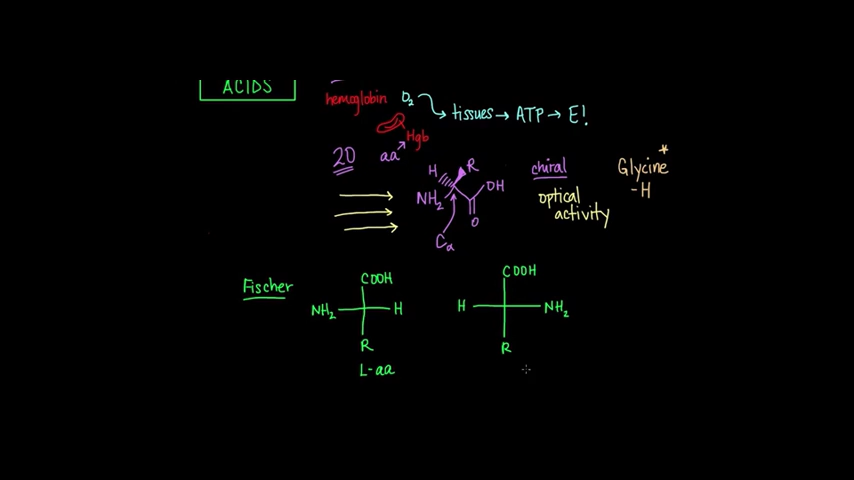 ACIDS
hemoglobin O2 tissues → ATP → E!
Hgb
20 aa
H R chiral Glycine*
NH2 OH optical -H
O activity
Cα
Fischer COOH COOH
NH2 H H NH2
R R
L-aa